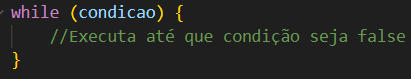 while (condicao) {
    //Executa até que condição seja false
}